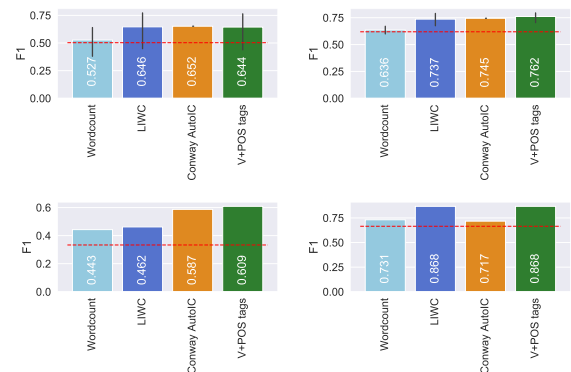 F1
0.75
0.50
0.25
0.00
0.527
0.646
0.652
0.644
Wordcount
LIWC
Conway AutoIC
V+POS tags
F1
0.75
0.50
0.25
0.00
0.636
0.737
0.745
0.762
Wordcount
LIWC
Conway AutoIC
V+POS tags
F1
0.6
0.4
0.2
0.0
0.443
0.462
0.587
0.609
Wordcount
LIWC
Conway AutoIC
V+POS tags
F1
0.75
0.50
0.25
0.00
0.731
0.868
0.717
0.868
Wordcount
LIWC
Conway AutoIC
V+POS tags